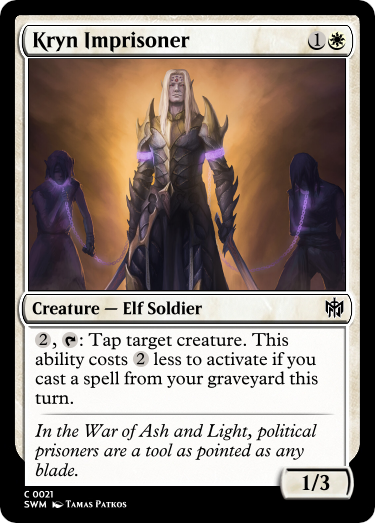 Kryn Imprisoner 1
Creature — Elf Soldier
2, : Tap target creature. This
ability costs 2 less to activate if you
cast a spell from your graveyard this
turn.
In the War of Ash and Light, political
prisoners are a tool as pointed as any
blade.
1/3
C 0021
SWM Tamas Patkos